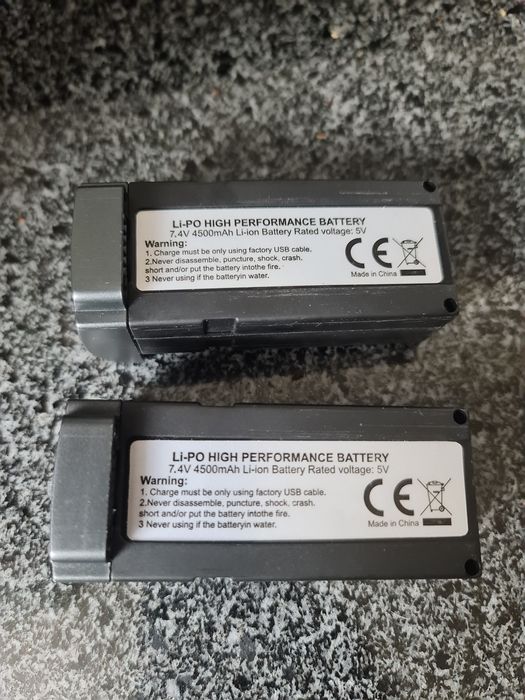 Li-PO HIGH PERFORMANCE BATTERY
7.4V 4500mAh Li-ion Battery Rated voltage: 5V
Warning:
1. Charge must be only using factory USB cable.
2.Never disassemble, puncture, shock, crash.
short and/or put the battery intothe fire.
3 Never using if the batteryin water.
CE
Made in China
Li-PO HIGH PERFORMANCE BATTERY
7.4V 4500mAh Li-ion Battery Rated voltage: 5V
Warning:
1. Charge must be only using factory USB cable.
2.Never disassemble, puncture, shock, crash.
short and/or put the battery intothe fire.
3 Never using if the batteryin water.
CE
Made in China